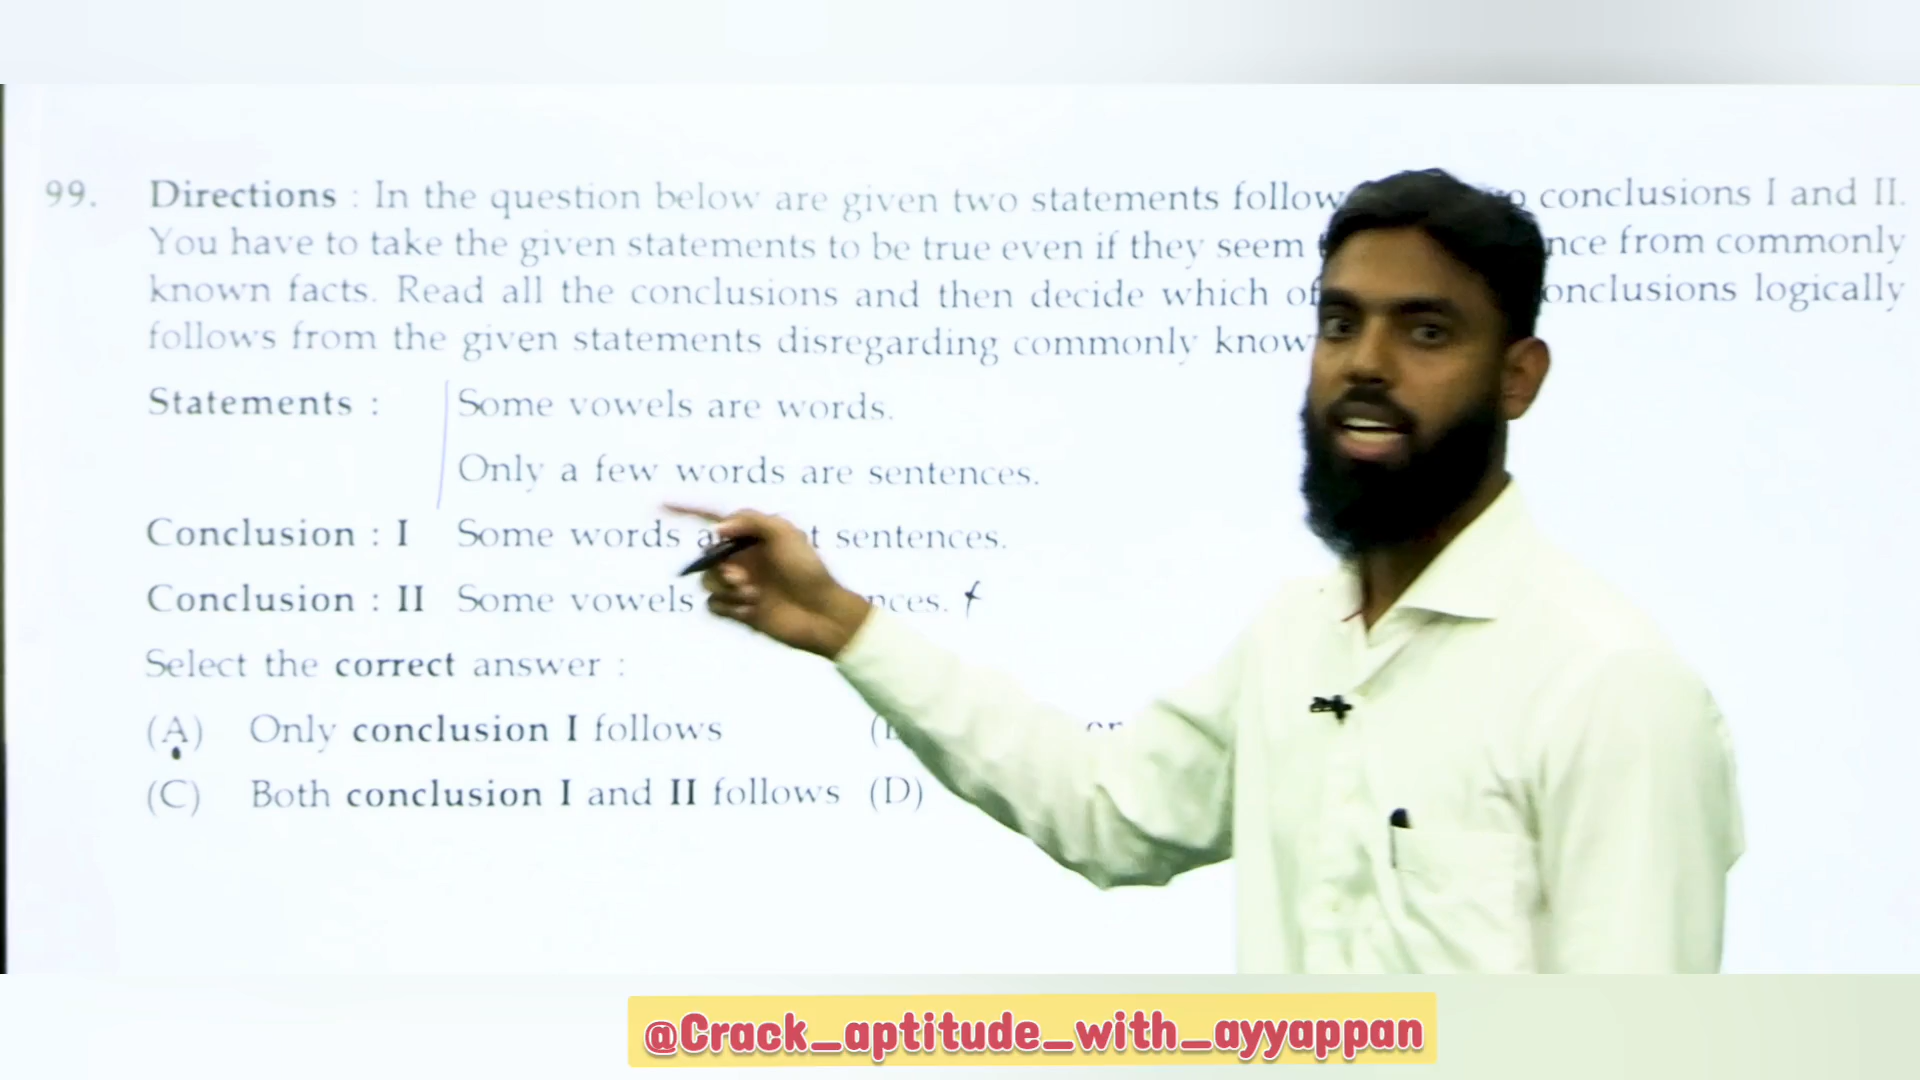 99. Directions : In the question below are given two statements follow conclusions I and II.
You have to take the given statements to be true even if they seem from commonly
known facts. Read all the conclusions and then decide which of conclusions logically
follows from the given statements disregarding commonly
Statements : Some vowels are words.
Only a few words are sentences.
Conclusion : I Some words sentences.
Conclusion : II Some vowels
Select the correct answer :
(A) Only conclusion I follows
(C) Both conclusion I and II follows (D)
@Crack_aptitude_with_ayyappan